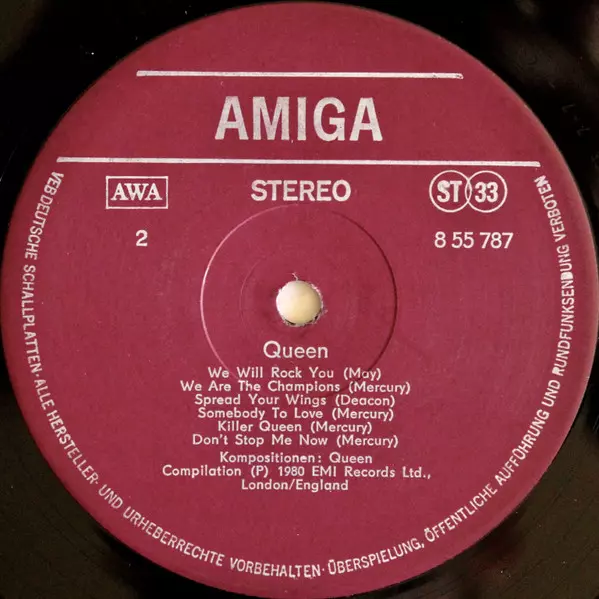 AMIGA
AWA
STEREO
ST 33
2
8 55 787
Queen
We Will Rock You (May)
We Are The Champions (Mercury)
Spread Your Wings (Deacon)
Somebody To Love (Mercury)
Killer Queen (Mercury)
Don't Stop Me Now (Mercury)
Kompositionen: Queen
Compilation (P) 1980 EMI Records Ltd.,
London/England
VEB DEUTSCHE SCHALLPLATTEN · ALLE HERSTELLER- UND URHEBERRECHTE VORBEHALTEN · ÜBERSPIELUNG, ÖFFENTLICHE AUFFÜHRUNG UND RUNDFUNKSENDUNG VERBOTEN